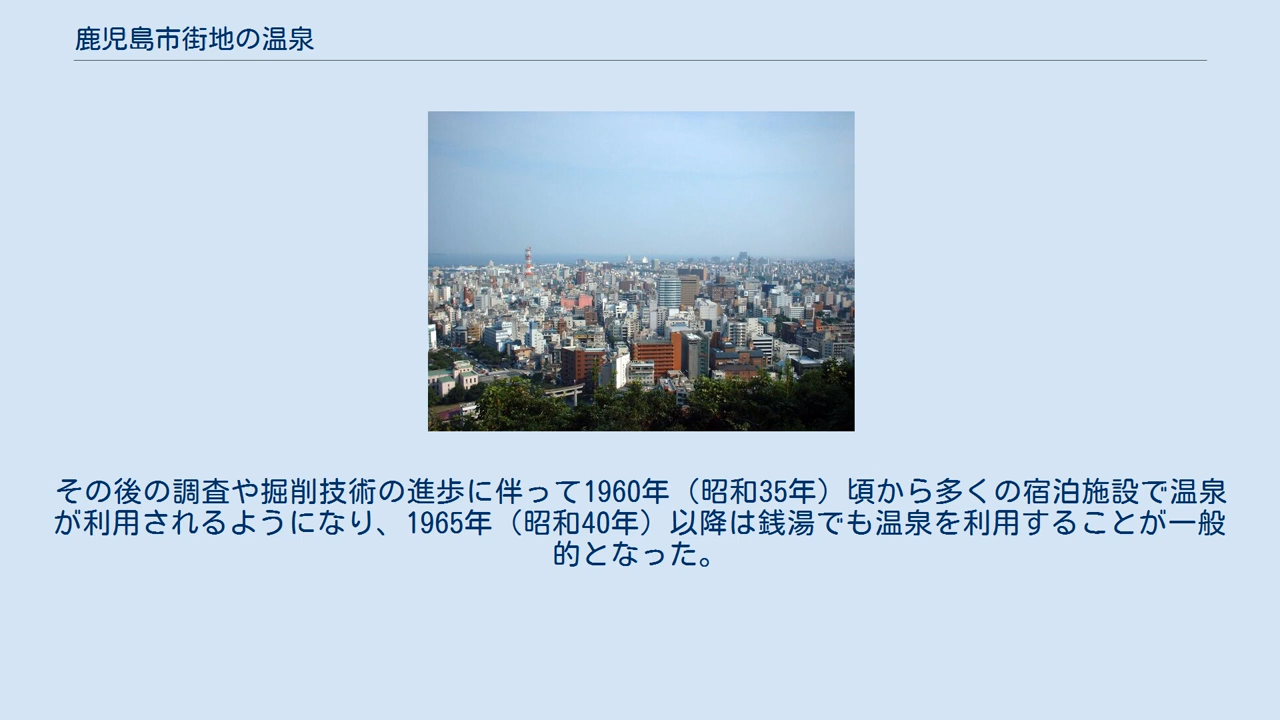 鹿児島市街地の温泉
その後の調査や掘削技術の進歩に伴って1960年（昭和35年）頃から多くの宿泊施設で温泉
が利用されるようになり、1965年（昭和40年）以降は銭湯でも温泉を利用することが一般
的となった。